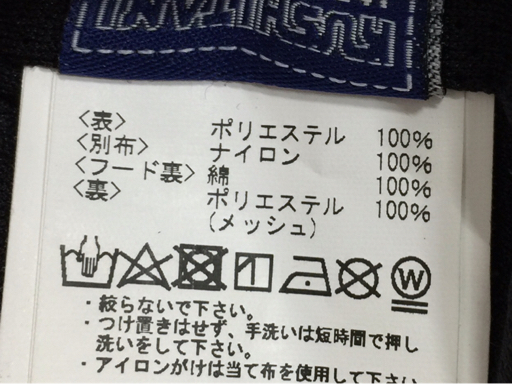 <表> ポリエステル 100%
<別布> ナイロン 100%
<フード裏> 綿 100%
<裏> ポリエステル 100%
(メッシュ)
W
・絞らないで下さい。
・つけ置きはせず、手洗いは短時間で押し
洗いをして下さい。
・アイロンがけは当て布を使用して下さい